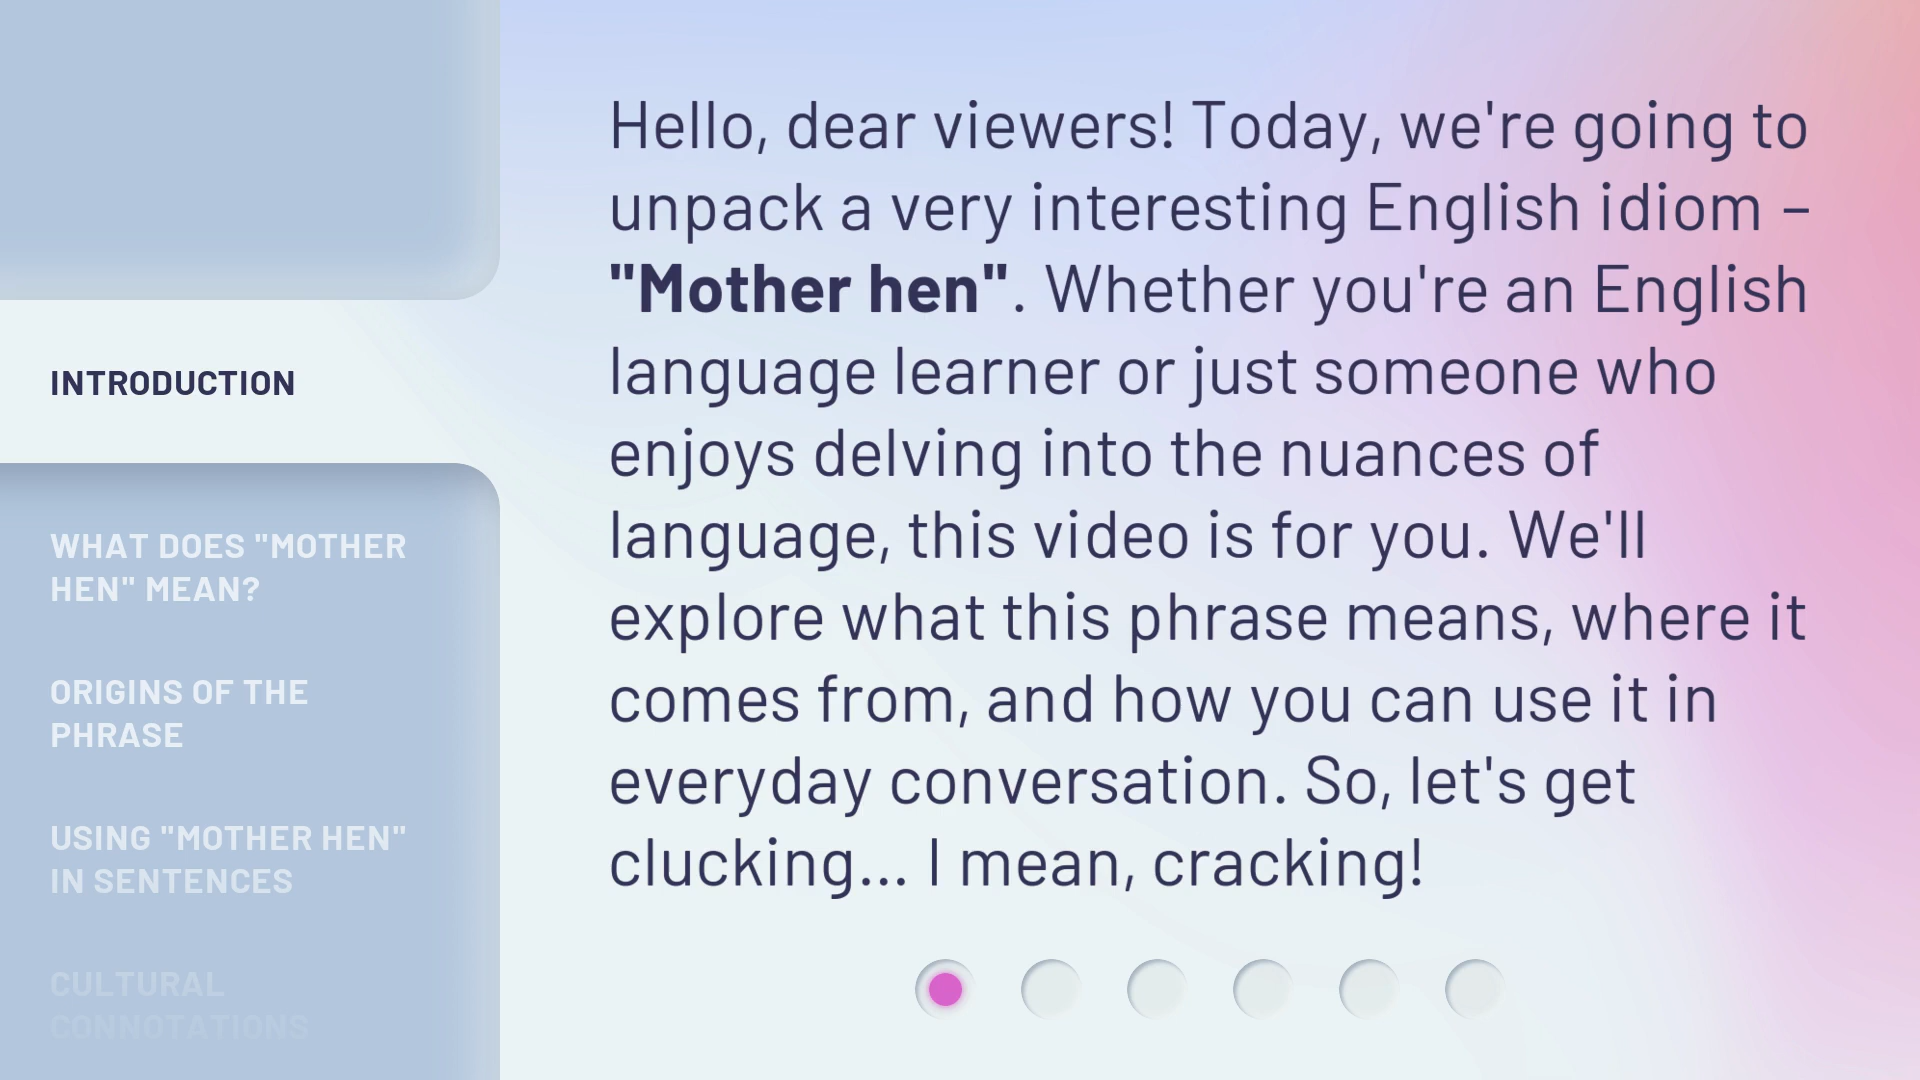 INTRODUCTION
WHAT DOES "MOTHER
HEN" MEAN?
ORIGINS OF THE
PHRASE
USING "MOTHER HEN"
IN SENTENCES
CULTURAL
CONNOTATIONS
Hello, dear viewers! Today, we're going to
unpack a very interesting English idiom –
"Mother hen". Whether you're an English
language learner or just someone who
enjoys delving into the nuances of
language, this video is for you. We'll
explore what this phrase means, where it
comes from, and how you can use it in
everyday conversation. So, let's get
clucking... I mean, cracking!